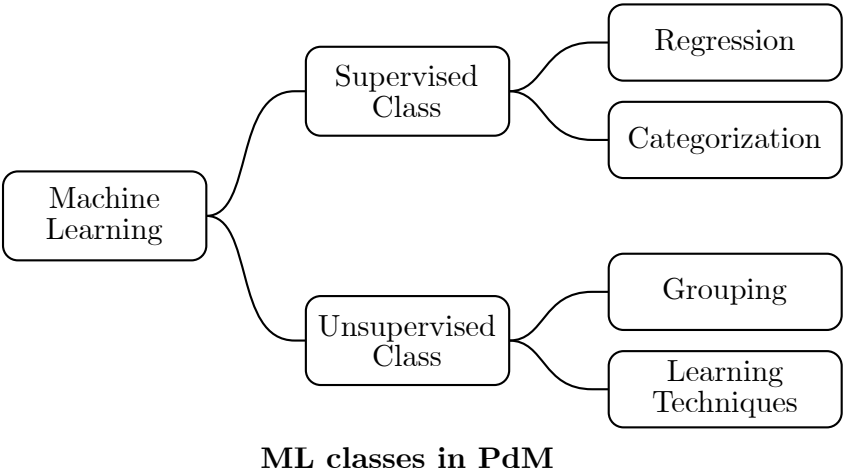 Machine
Learning
Supervised
Class
Regression
Categorization
Unsupervised
Class
Grouping
Learning
Techniques
ML classes in PdM